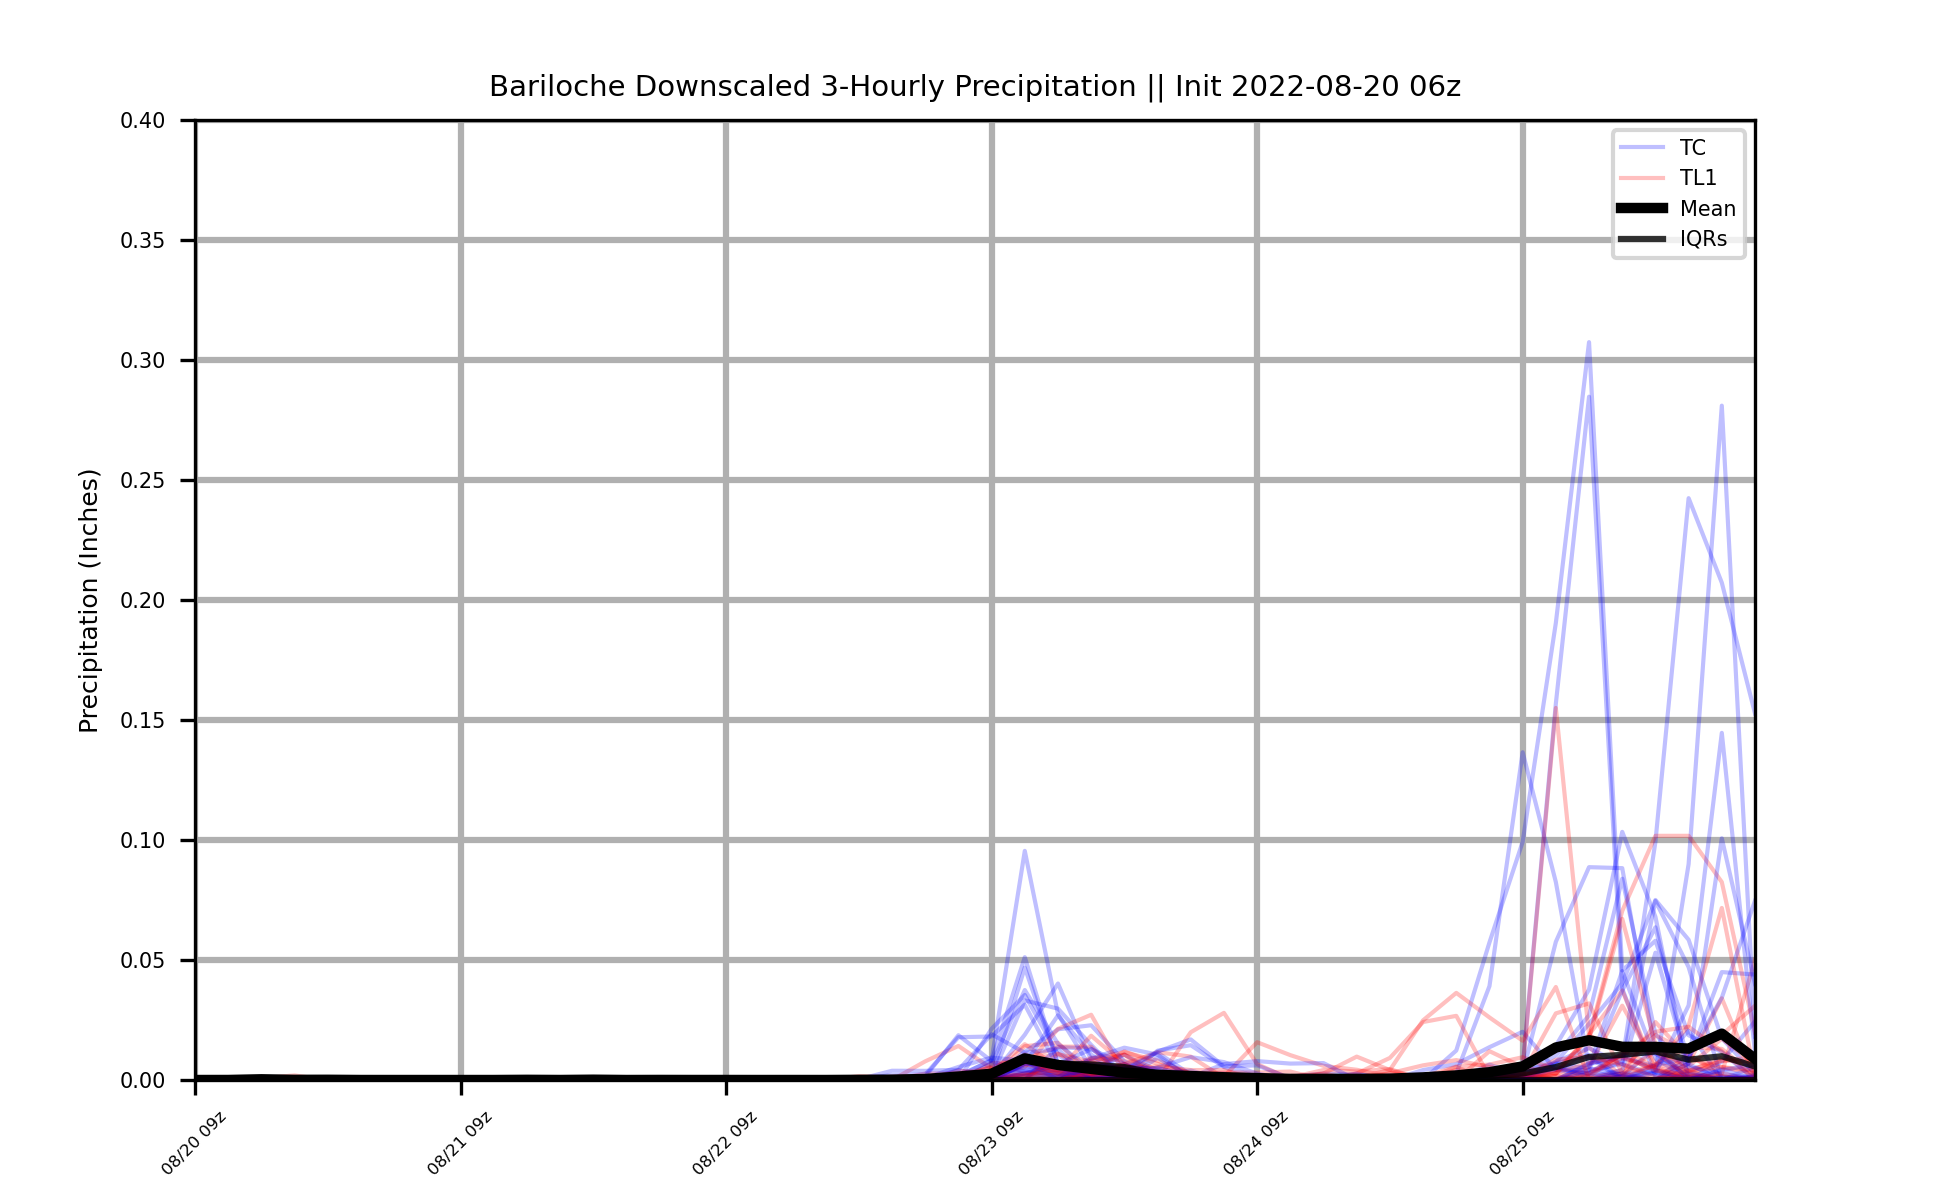 Bariloche Downscaled 3-Hourly Precipitation || Init 2022-08-20 06z
Precipitation (Inches)
0.40
0.35
0.30
0.25
0.20
0.15
0.10
0.05
0.00
TC
TL1
Mean
IQRs
08/20 09z
08/21 09z
08/22 09z
08/23 09z
08/24 09z
08/25 09z